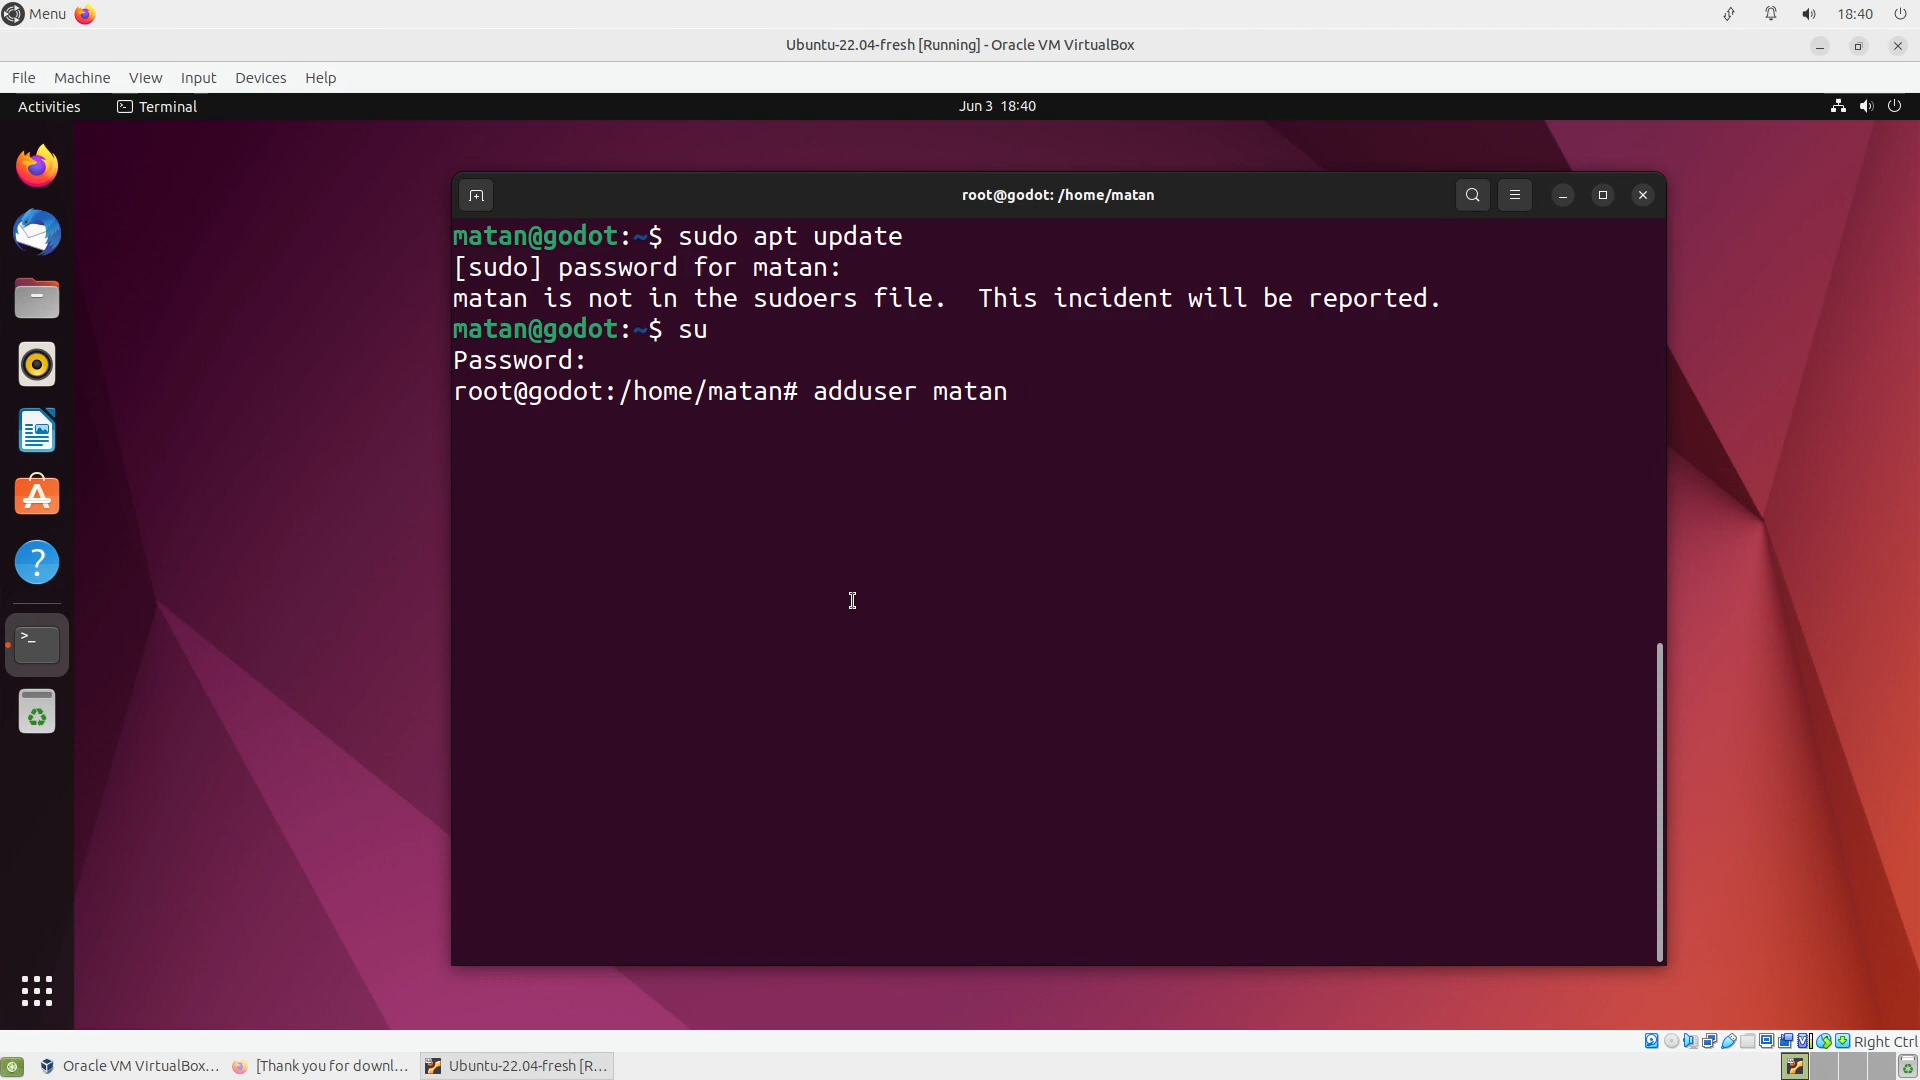 Menu
18:40
Ubuntu-22.04-fresh [Running] - Oracle VM VirtualBox
File Machine View Input Devices Help
Activities Terminal
Jun 3 18:40
root@godot: /home/matan
matan@godot:~$ sudo apt update
[sudo] password for matan:
matan is not in the sudoers file.  This incident will be reported.
matan@godot:~$ su
Password:
root@godot:/home/matan# adduser matan
Right Ctrl
Oracle VM VirtualBox... [Thank you for downl... Ubuntu-22.04-fresh [R...